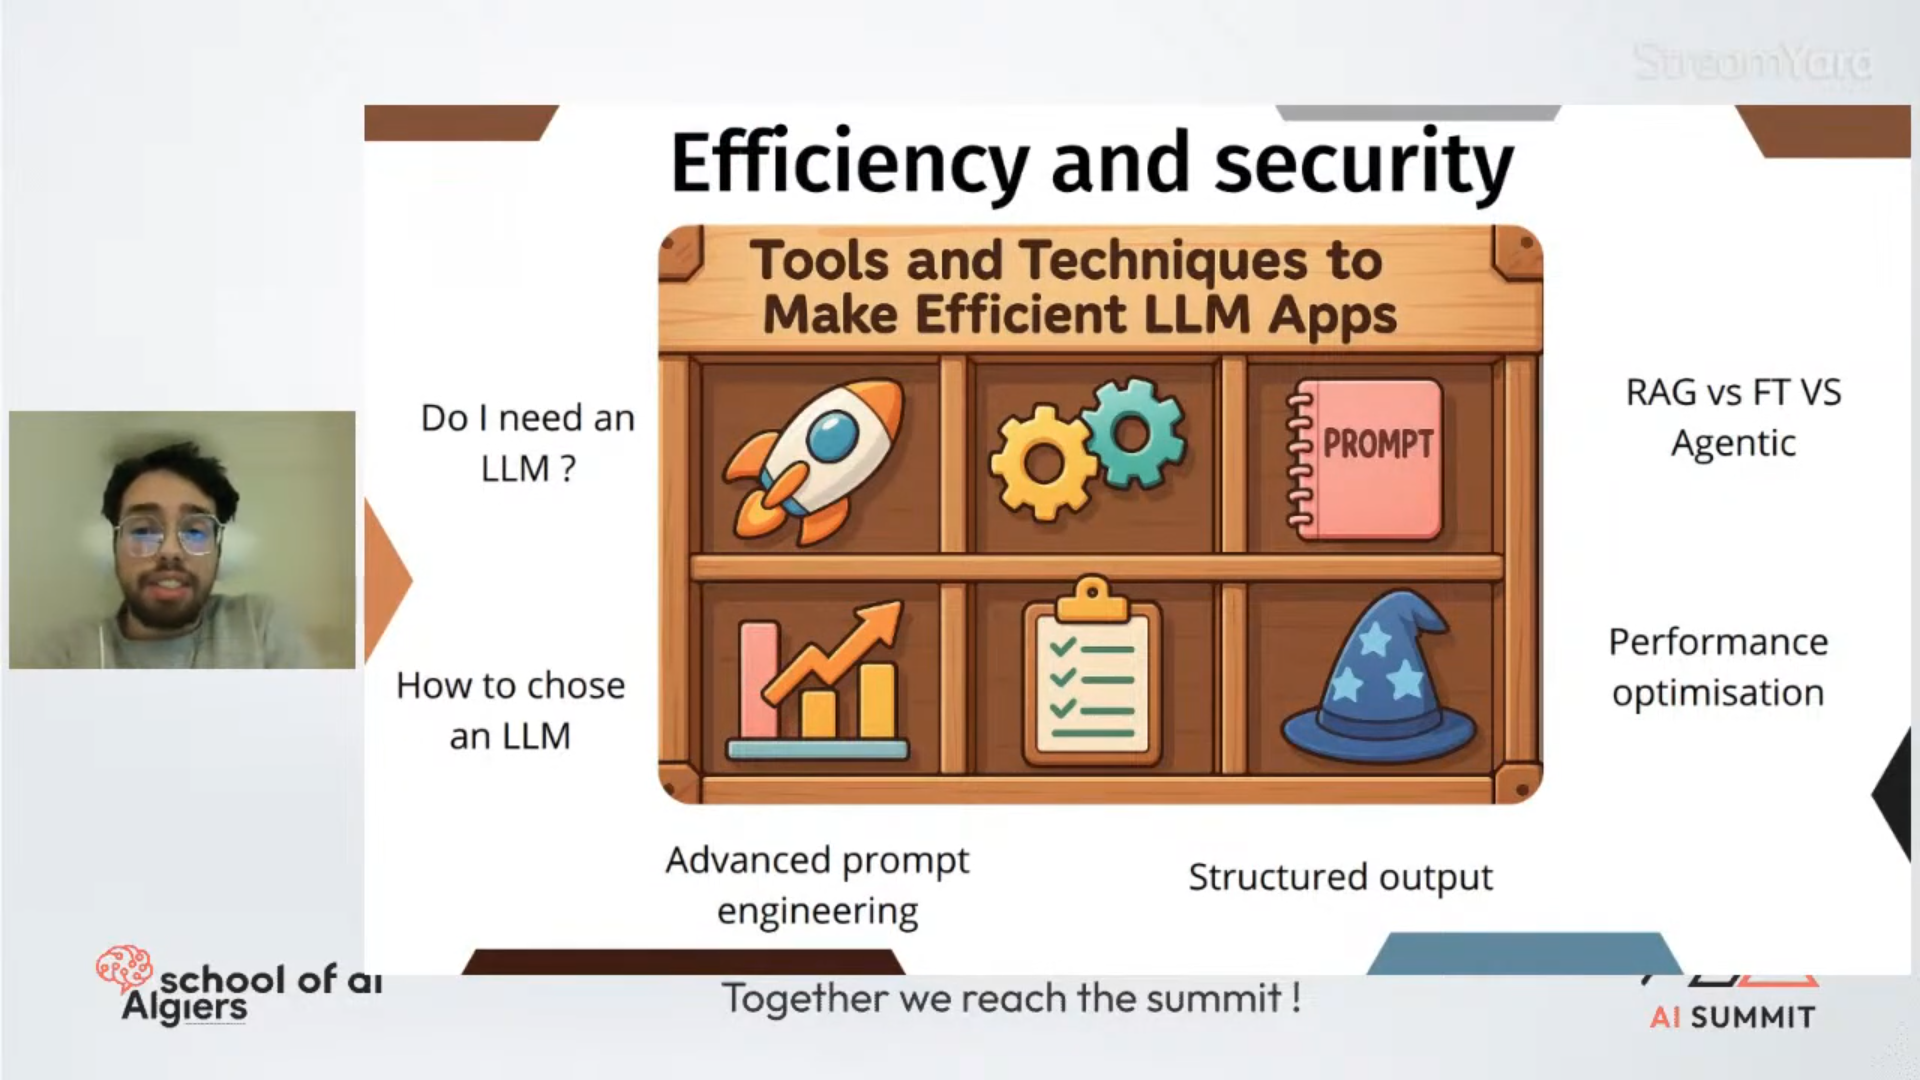 StreamYard
Efficiency and security
Tools and Techniques to
Make Efficient LLM Apps
PROMPT
Do I need an
LLM ?
How to chose
an LLM
RAG vs FT VS
Agentic
Performance
optimisation
Advanced prompt
engineering
Structured output
school of ai
Algiers
Together we reach the summit !
AI SUMMIT